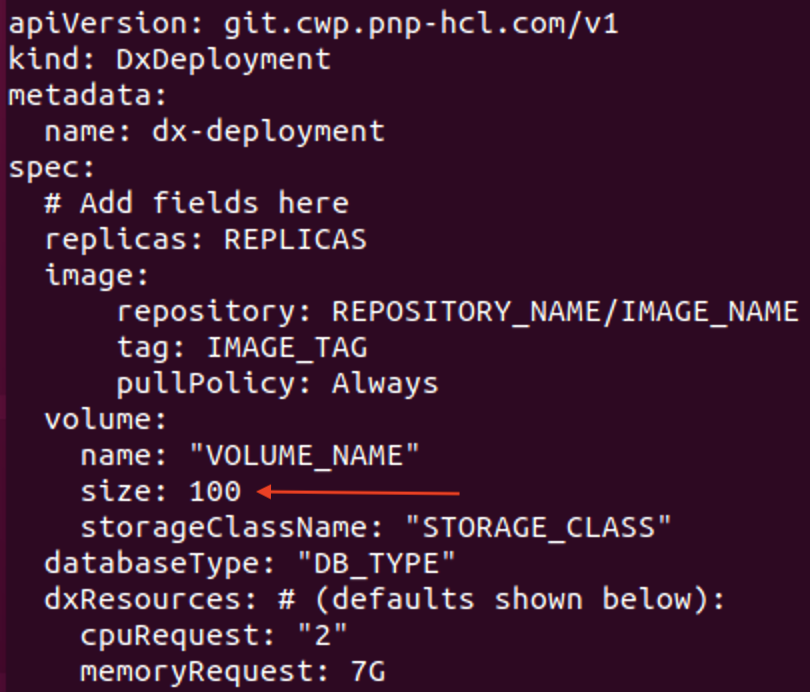 apiVersion: git.cwp.pnp-hcl.com/v1
kind: DxDeployment
metadata:
  name: dx-deployment
spec:
  # Add fields here
  replicas: REPLICAS
  image:
      repository: REPOSITORY_NAME/IMAGE_NAME
      tag: IMAGE_TAG
      pullPolicy: Always
  volume:
    name: "VOLUME_NAME"
    size: 100
    storageClassName: "STORAGE_CLASS"
  databaseType: "DB_TYPE"
  dxResources: # (defaults shown below):
    cpuRequest: "2"
    memoryRequest: 7G